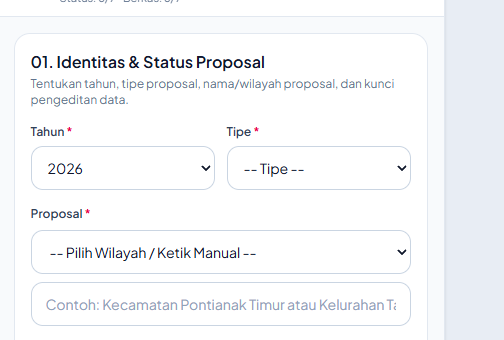 01. Identitas & Status Proposal
Tentukan tahun, tipe proposal, nama/wilayah proposal, dan kunci
pengeditan data.
Tahun * Tipe *
2026 -- Tipe --
Proposal *
-- Pilih Wilayah / Ketik Manual --
Contoh: Kecamatan Pontianak Timur atau Kelurahan Ta